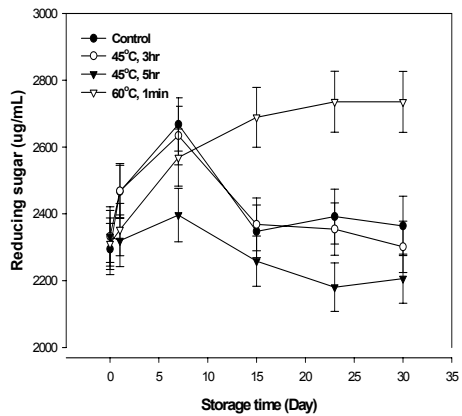 3000
2800
2600
2400
2200
2000
Reducing sugar (ug/mL)
Control
45°C, 3hr
45°C, 5hr
60°C, 1min
0 5 10 15 20 25 30 35
Storage time (Day)